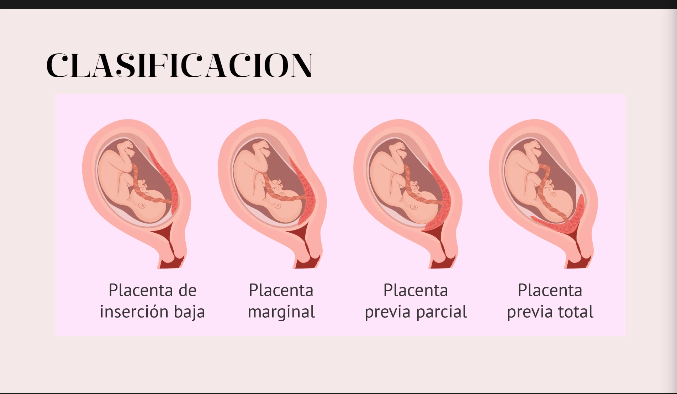 CLASIFICACION
Placenta de
inserción baja
Placenta
marginal
Placenta
previa parcial
Placenta
previa total